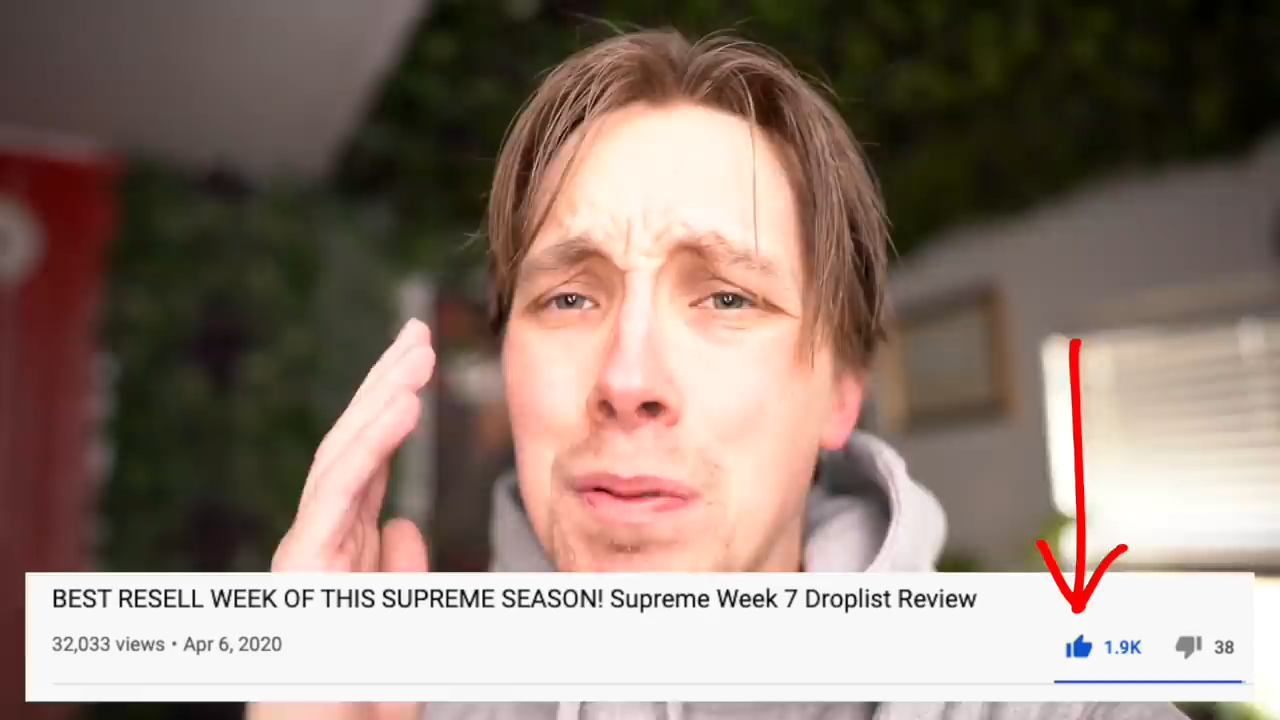 BEST RESELL WEEK OF THIS SUPREME SEASON! Supreme Week 7 Droplist Review
32,033 views • Apr 6, 2020
1.9K
38